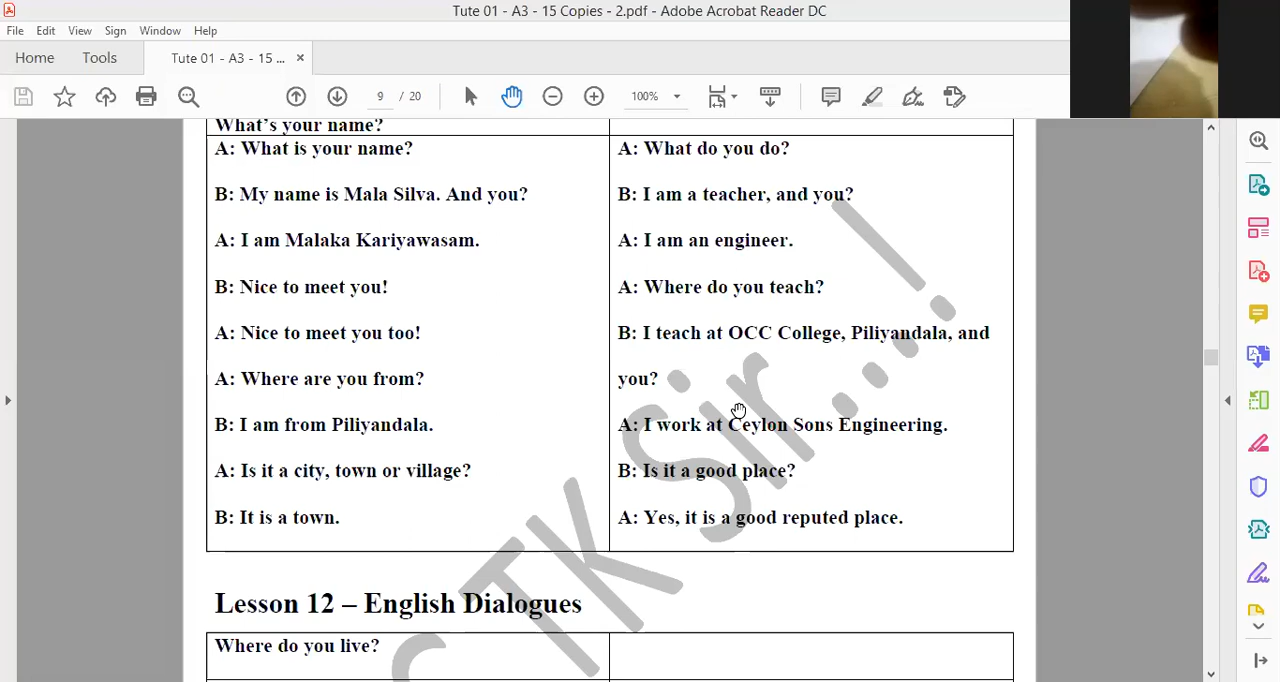 Tute 01 - A3 - 15 Copies - 2.pdf - Adobe Acrobat Reader DC
File Edit View Sign Window Help
Home Tools Tute 01 - A3 - 15 ... ×
9 / 20 100%
What's your name?
A: What is your name?
B: My name is Mala Silva. And you?
A: I am Malaka Kariyawasam.
B: Nice to meet you!
A: Nice to meet you too!
A: Where are you from?
B: I am from Piliyandala.
A: Is it a city, town or village?
B: It is a town.
A: What do you do?
B: I am a teacher, and you?
A: I am an engineer.
A: Where do you teach?
B: I teach at OCC College, Piliyandala, and
you?
A: I work at Ceylon Sons Engineering.
B: Is it a good place?
A: Yes, it is a good reputed place.
TK Sir...!
Lesson 12 – English Dialogues
Where do you live?